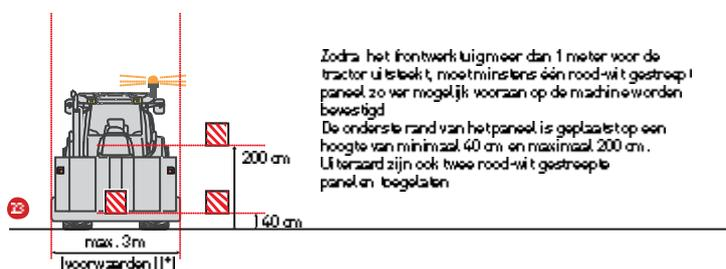 Zodra het frontwerktuig meer dan 1 meter voor de
tractor uitsteekt, moet minstens één rood-wit gestreept
paneel zo ver mogelijk vooraan op de machine worden
bevestigd
De onderste rand van het paneel is geplaatst op een
hoogte van minimaal 40 cm en maximaal 200 cm.
Uiteraard zijn ook twee rood-wit gestreepte
panelen toegelaten
200 cm
23
40 cm
max. 3m
(voorwaarden (1*)